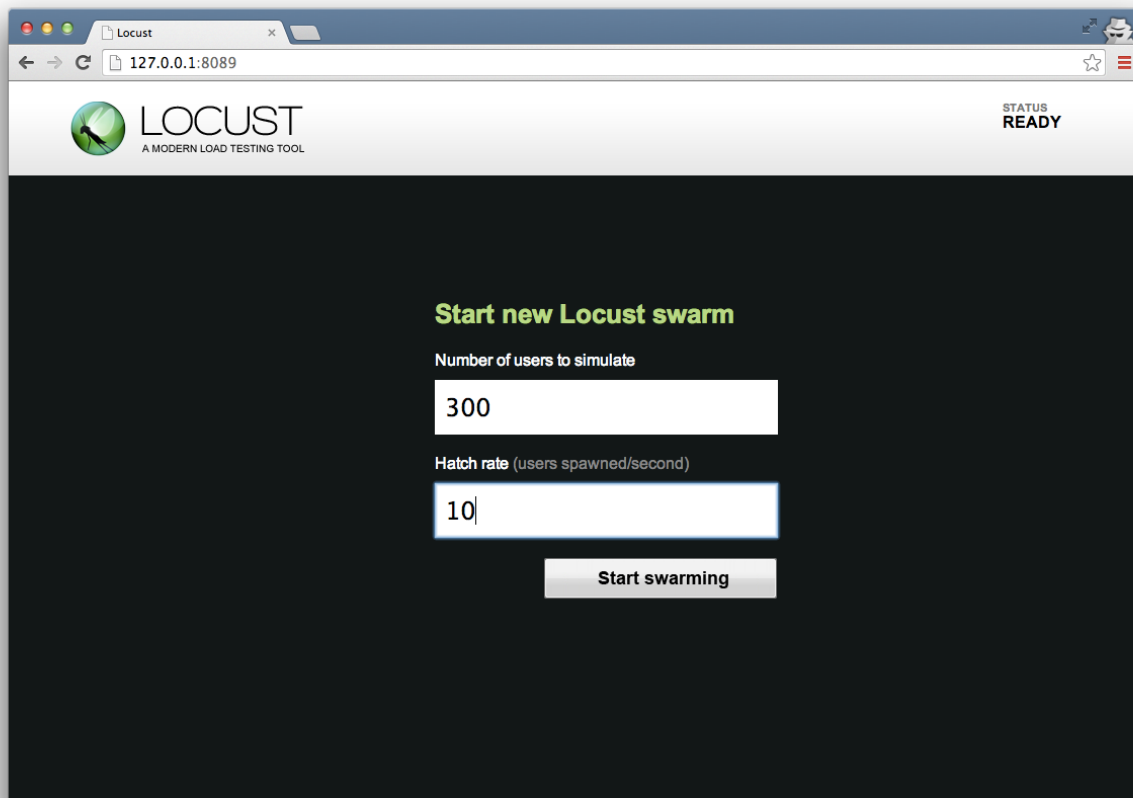 Locust
127.0.0.1:8089
LOCUST
A MODERN LOAD TESTING TOOL
STATUS
READY
Start new Locust swarm
Number of users to simulate
300
Hatch rate (users spawned/second)
10
Start swarming